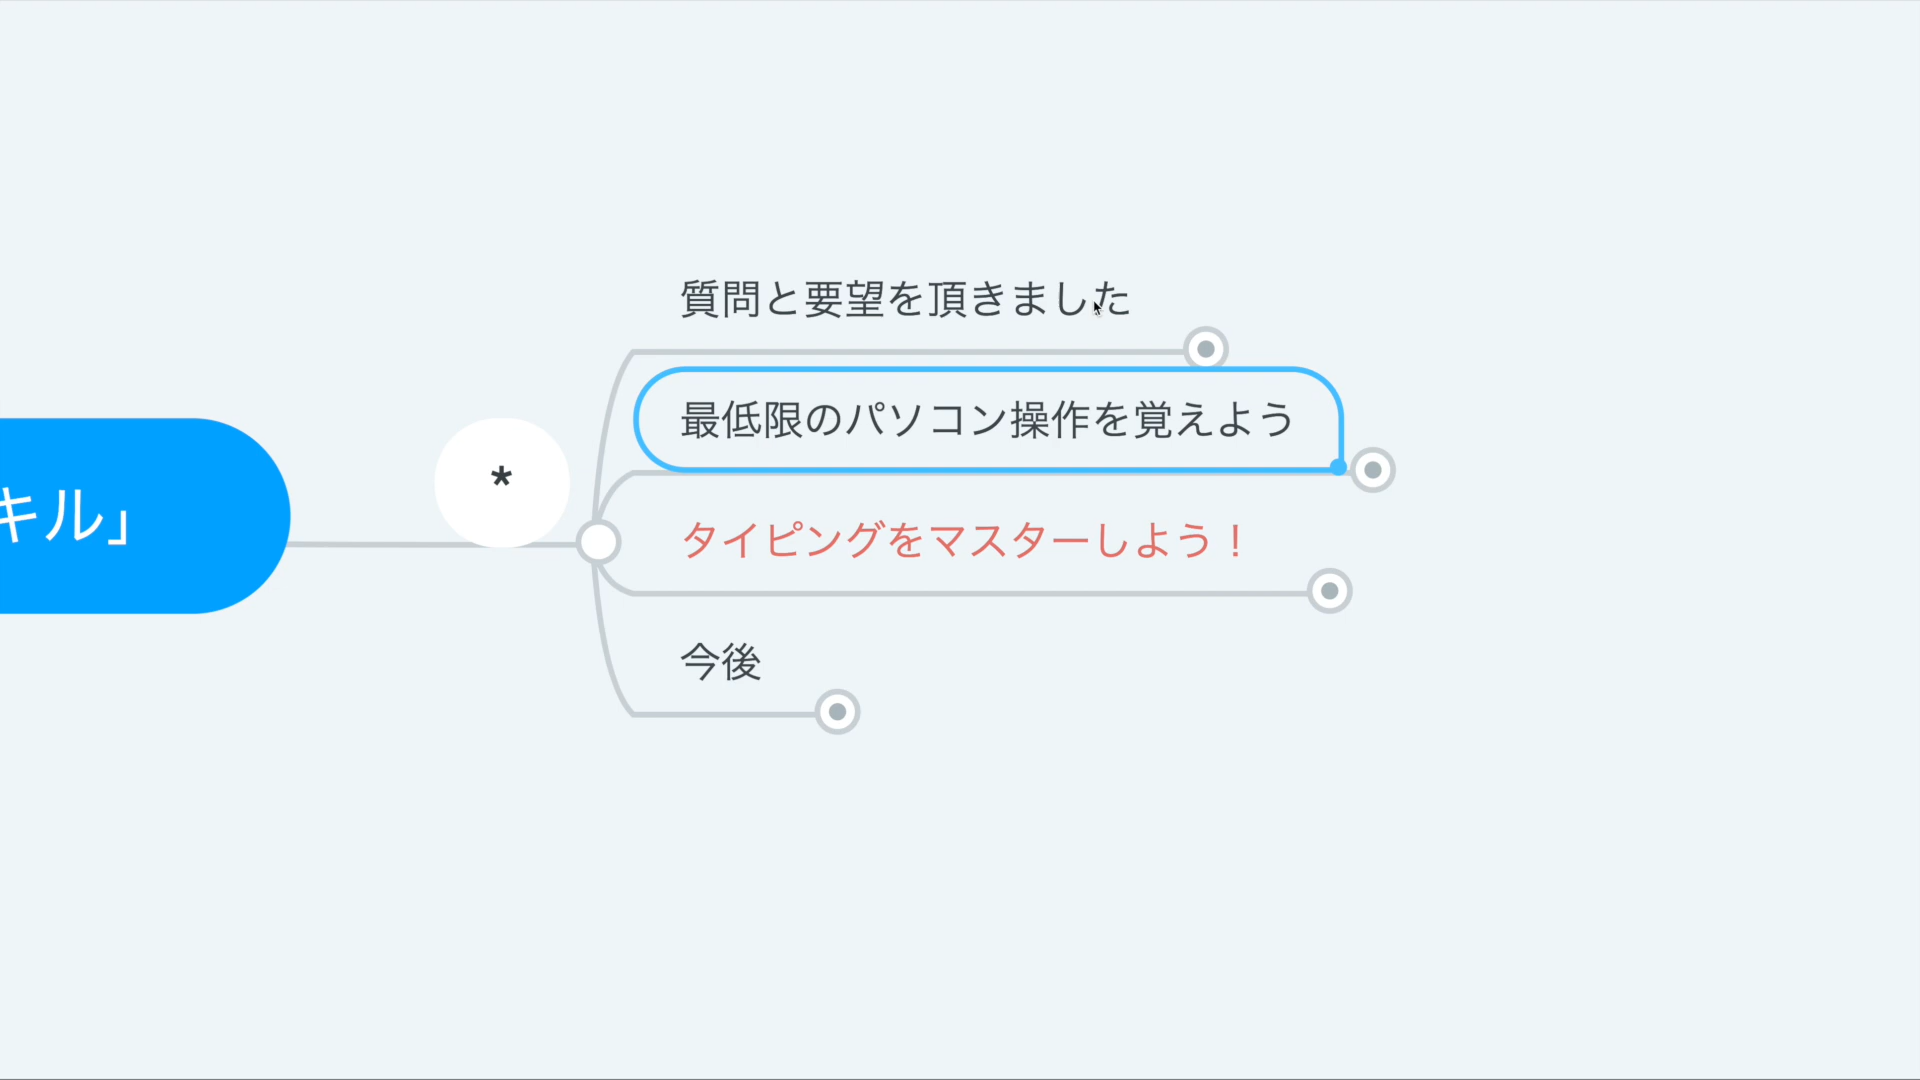 キル」
*
質問と要望を頂きました
最低限のパソコン操作を覚えよう
タイピングをマスターしよう！
今後